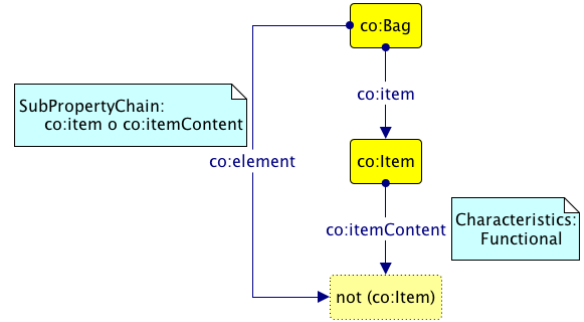 co:Bag
SubPropertyChain:
co:item o co:itemContent
co:item
co:element
co:Item
co:itemContent
Characteristics:
Functional
not (co:Item)